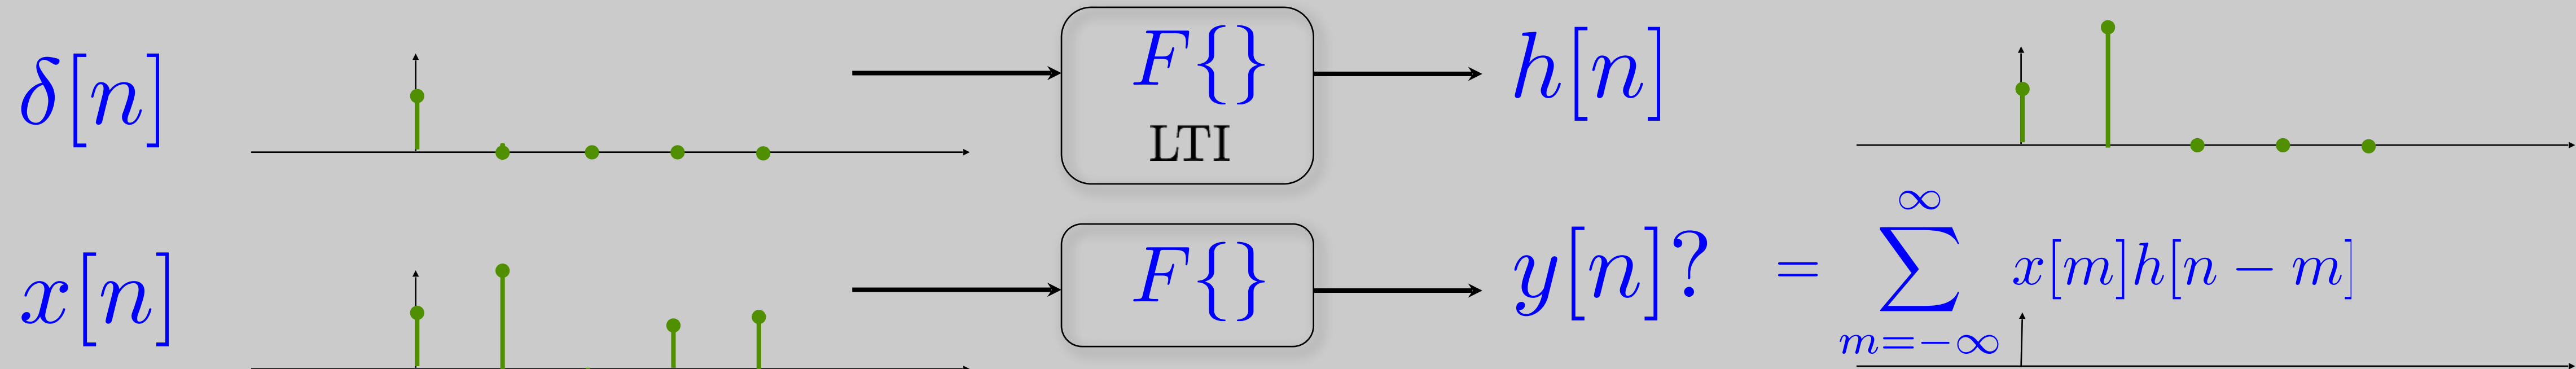 δ[n] F{} h[n]
LTI
x[n] F{} y[n]? = ∑_{m=-∞}^{∞} x[m]h[n − m]